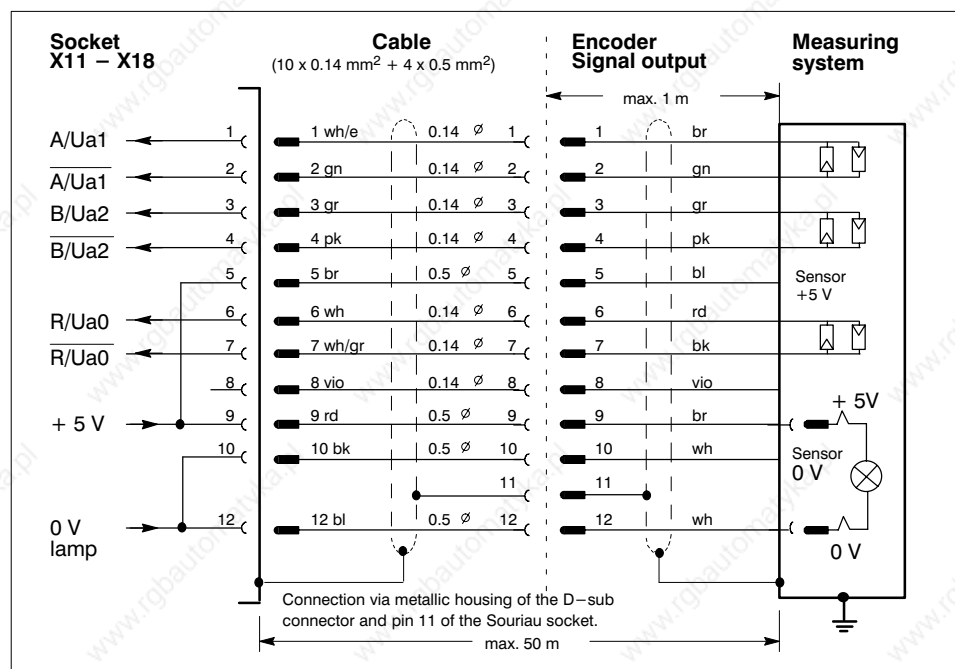 Socket
X11 – X18
Cable
(10 x 0.14 mm² + 4 x 0.5 mm²)
Encoder
Signal output
Measuring
system
max. 1 m
A/Ua1 1 1 wh/e 0.14 ⌀ 1 1 br
A̅/̅U̅a̅1̅ 2 2 gn 0.14 ⌀ 2 2 gn
B/Ua2 3 3 gr 0.14 ⌀ 3 3 gr
B̅/̅U̅a̅2̅ 4 4 pk 0.14 ⌀ 4 4 pk
5 5 br 0.5 ⌀ 5 5 bl
Sensor
+5 V
R/Ua0 6 6 wh 0.14 ⌀ 6 6 rd
R̅/̅U̅a̅0̅ 7 7 wh/gr 0.14 ⌀ 7 7 bk
8 8 vio 0.14 ⌀ 8 8 vio
+ 5 V 9 9 rd 0.5 ⌀ 9 9 br + 5V
10 10 bk 0.5 ⌀ 10 10 wh
Sensor
0 V
11 11
0 V
lamp
12 12 bl 0.5 ⌀ 12 12 wh
0 V
Connection via metallic housing of the D–sub
connector and pin 11 of the Souriau socket.
max. 50 m
www.rgbautomatyka.pl